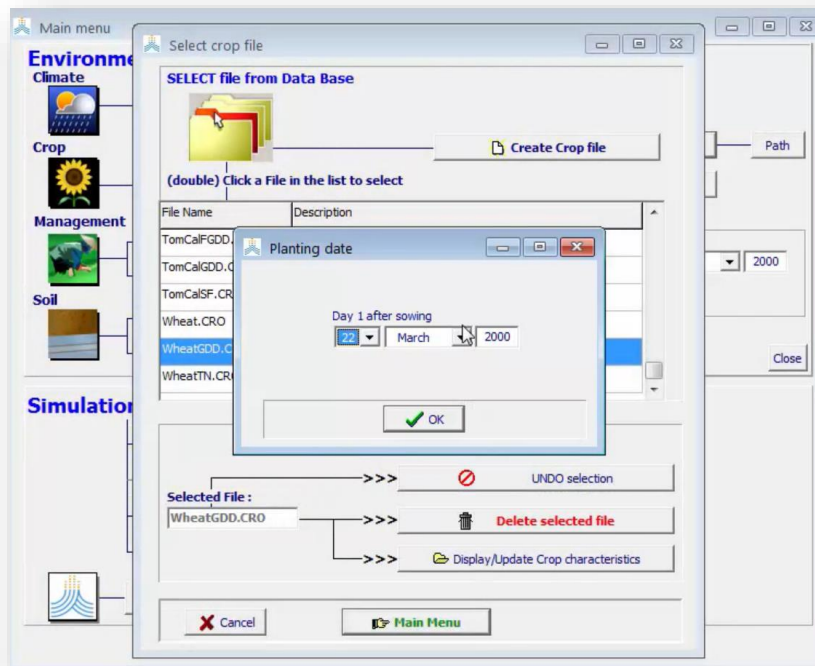 Main menu
Select crop file
Environme
Climate
SELECT file from Data Base
Create Crop file
Path
Crop
(double) Click a File in the list to select
File Name Description
Management
TomCalFGDD.
Planting date
TomCalGDD.C
2000
TomCalSF.CR
Soil
Day 1 after sowing
Wheat.CRO
22 March 2000
WheatGDD.C
Close
WheatTN.CR
Simulation
OK
>>> UNDO selection
Selected File :
WheatGDD.CRO >>> Delete selected file
>>> Display/Update Crop characteristics
Cancel Main Menu